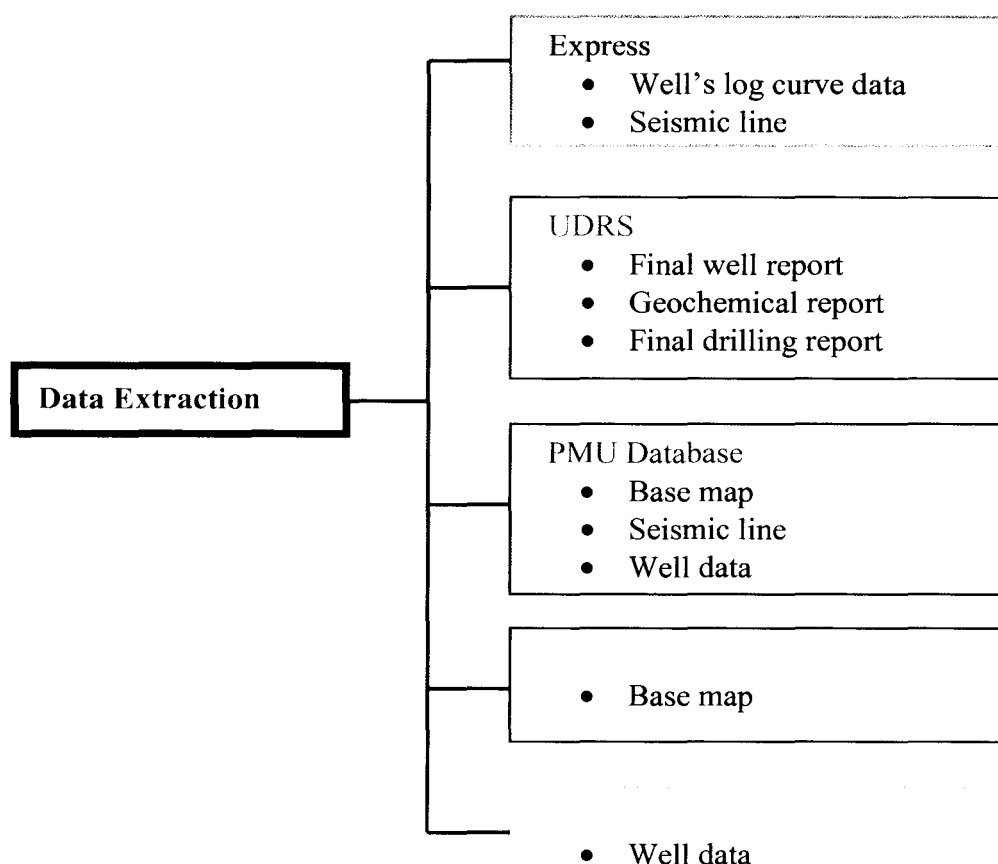 Express
• Well's log curve data
• Seismic line
UDRS
• Final well report
• Geochemical report
• Final drilling report
Data Extraction
PMU Database
• Base map
• Seismic line
• Well data
• Base map
• Well data